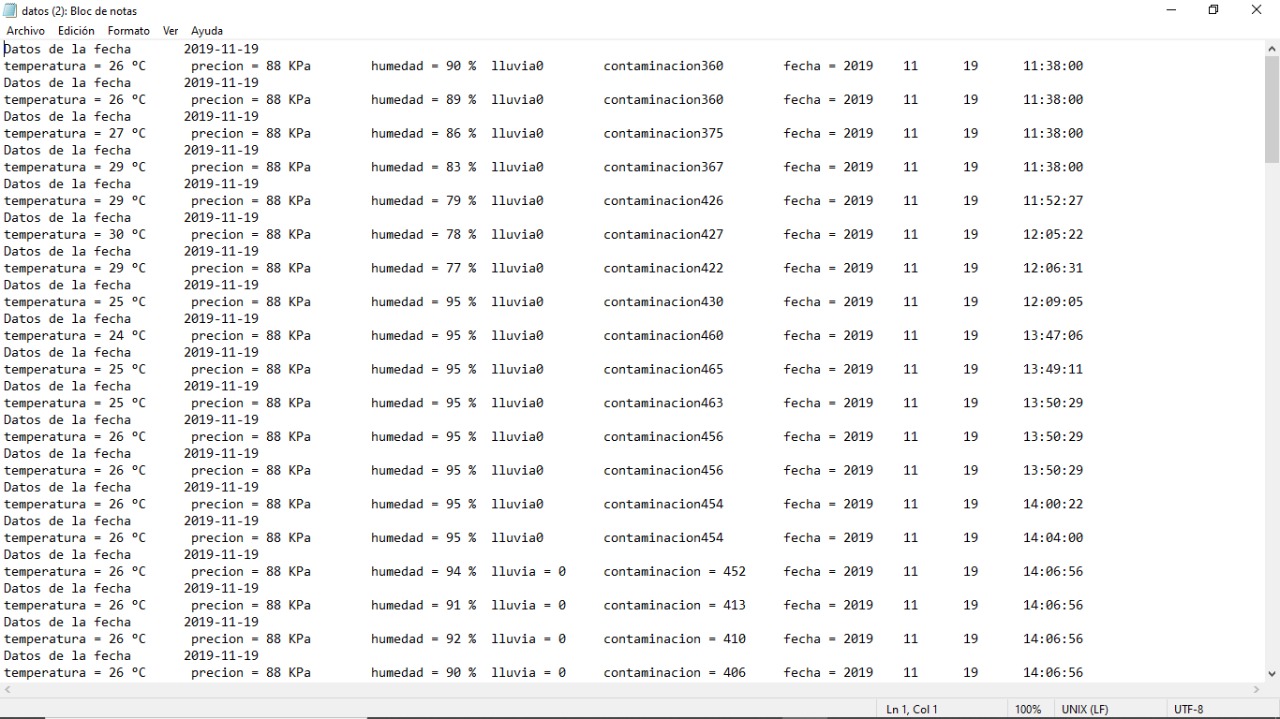 datos (2): Bloc de notas
Archivo Edición Formato Ver Ayuda
Datos de la fecha 2019-11-19
temperatura = 26 ºC precion = 88 KPa humedad = 90 % lluvia0 contaminacion360 fecha = 2019 11 19 11:38:00
Datos de la fecha 2019-11-19
temperatura = 26 ºC precion = 88 KPa humedad = 89 % lluvia0 contaminacion360 fecha = 2019 11 19 11:38:00
Datos de la fecha 2019-11-19
temperatura = 27 ºC precion = 88 KPa humedad = 86 % lluvia0 contaminacion375 fecha = 2019 11 19 11:38:00
Datos de la fecha 2019-11-19
temperatura = 29 ºC precion = 88 KPa humedad = 83 % lluvia0 contaminacion367 fecha = 2019 11 19 11:38:00
Datos de la fecha 2019-11-19
temperatura = 29 ºC precion = 88 KPa humedad = 79 % lluvia0 contaminacion426 fecha = 2019 11 19 11:52:27
Datos de la fecha 2019-11-19
temperatura = 30 ºC precion = 88 KPa humedad = 78 % lluvia0 contaminacion427 fecha = 2019 11 19 12:05:22
Datos de la fecha 2019-11-19
temperatura = 29 ºC precion = 88 KPa humedad = 77 % lluvia0 contaminacion422 fecha = 2019 11 19 12:06:31
Datos de la fecha 2019-11-19
temperatura = 25 ºC precion = 88 KPa humedad = 95 % lluvia0 contaminacion430 fecha = 2019 11 19 12:09:05
Datos de la fecha 2019-11-19
temperatura = 24 ºC precion = 88 KPa humedad = 95 % lluvia0 contaminacion460 fecha = 2019 11 19 13:47:06
Datos de la fecha 2019-11-19
temperatura = 25 ºC precion = 88 KPa humedad = 95 % lluvia0 contaminacion465 fecha = 2019 11 19 13:49:11
Datos de la fecha 2019-11-19
temperatura = 25 ºC precion = 88 KPa humedad = 95 % lluvia0 contaminacion463 fecha = 2019 11 19 13:50:29
Datos de la fecha 2019-11-19
temperatura = 26 ºC precion = 88 KPa humedad = 95 % lluvia0 contaminacion456 fecha = 2019 11 19 13:50:29
Datos de la fecha 2019-11-19
temperatura = 26 ºC precion = 88 KPa humedad = 95 % lluvia0 contaminacion456 fecha = 2019 11 19 13:50:29
Datos de la fecha 2019-11-19
temperatura = 26 ºC precion = 88 KPa humedad = 95 % lluvia0 contaminacion454 fecha = 2019 11 19 14:00:22
Datos de la fecha 2019-11-19
temperatura = 26 ºC precion = 88 KPa humedad = 95 % lluvia0 contaminacion454 fecha = 2019 11 19 14:04:00
Datos de la fecha 2019-11-19
temperatura = 26 ºC precion = 88 KPa humedad = 94 % lluvia = 0 contaminacion = 452 fecha = 2019 11 19 14:06:56
Datos de la fecha 2019-11-19
temperatura = 26 ºC precion = 88 KPa humedad = 91 % lluvia = 0 contaminacion = 413 fecha = 2019 11 19 14:06:56
Datos de la fecha 2019-11-19
temperatura = 26 ºC precion = 88 KPa humedad = 92 % lluvia = 0 contaminacion = 410 fecha = 2019 11 19 14:06:56
Datos de la fecha 2019-11-19
temperatura = 26 ºC precion = 88 KPa humedad = 90 % lluvia = 0 contaminacion = 406 fecha = 2019 11 19 14:06:56
Ln 1, Col 1 100% UNIX (LF) UTF-8